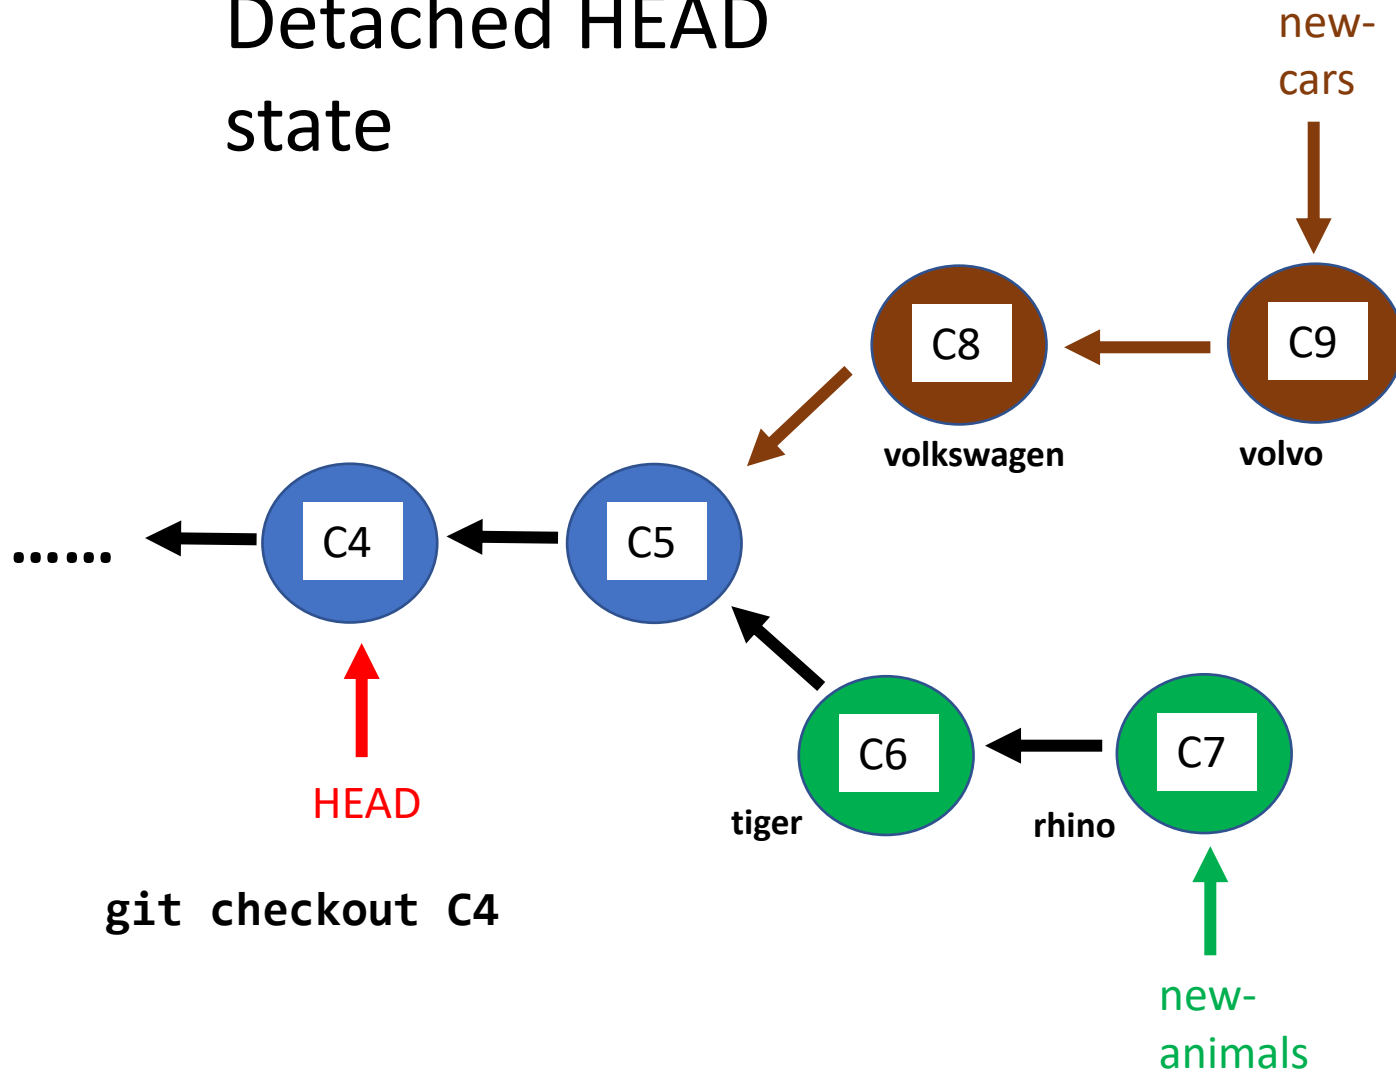 Detached HEAD
state
new-
cars
C8
C9
volkswagen
volvo
......
C4
C5
HEAD
C6
C7
tiger
rhino
git checkout C4
new-
animals